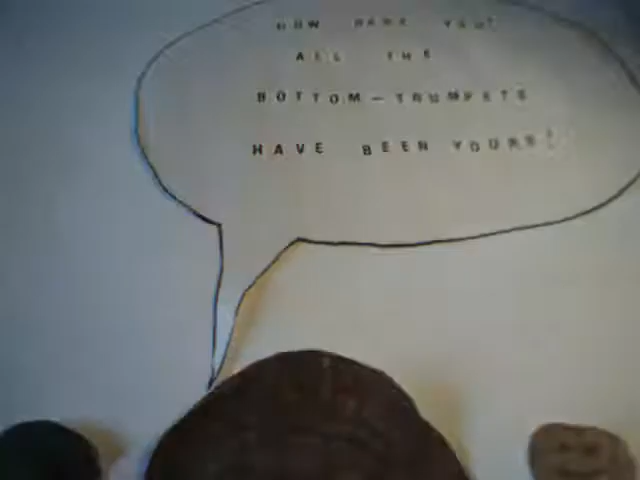 HOW DARE YOU!
ALL THE
BOTTOM-TRUMPETS
HAVE BEEN YOURS!